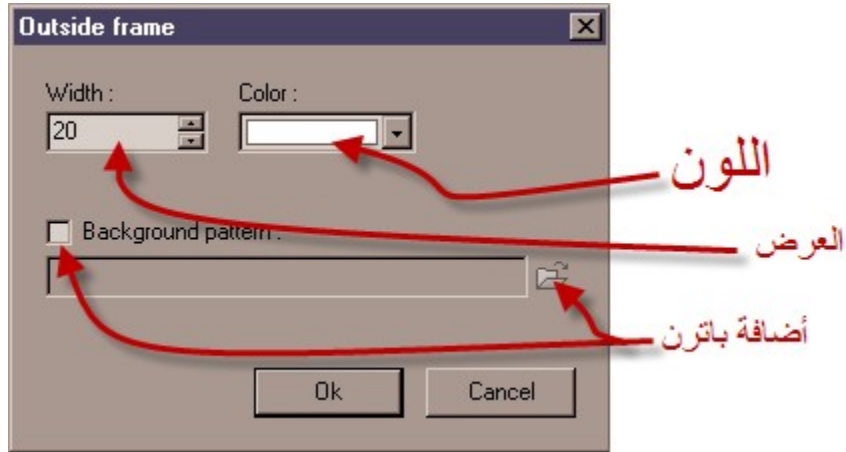 Outside frame
Width :
Color :
20
اللون
Background pattern :
العرض
أضافة باترن
Ok
Cancel